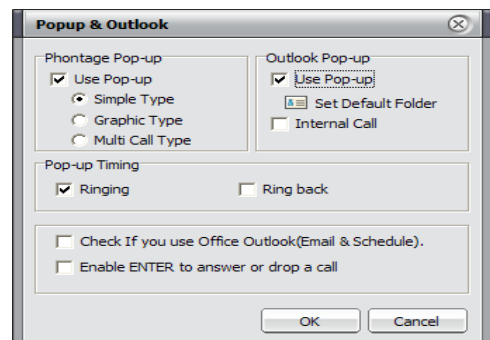 Popup & Outlook
Phontage Pop-up
Use Pop-up
Simple Type
Graphic Type
Multi Call Type
Outlook Pop-up
Use Pop-up
Set Default Folder
Internal Call
Pop-up Timing
Ringing
Ring back
Check If you use Office Outlook(Email & Schedule).
Enable ENTER to answer or drop a call
OK
Cancel